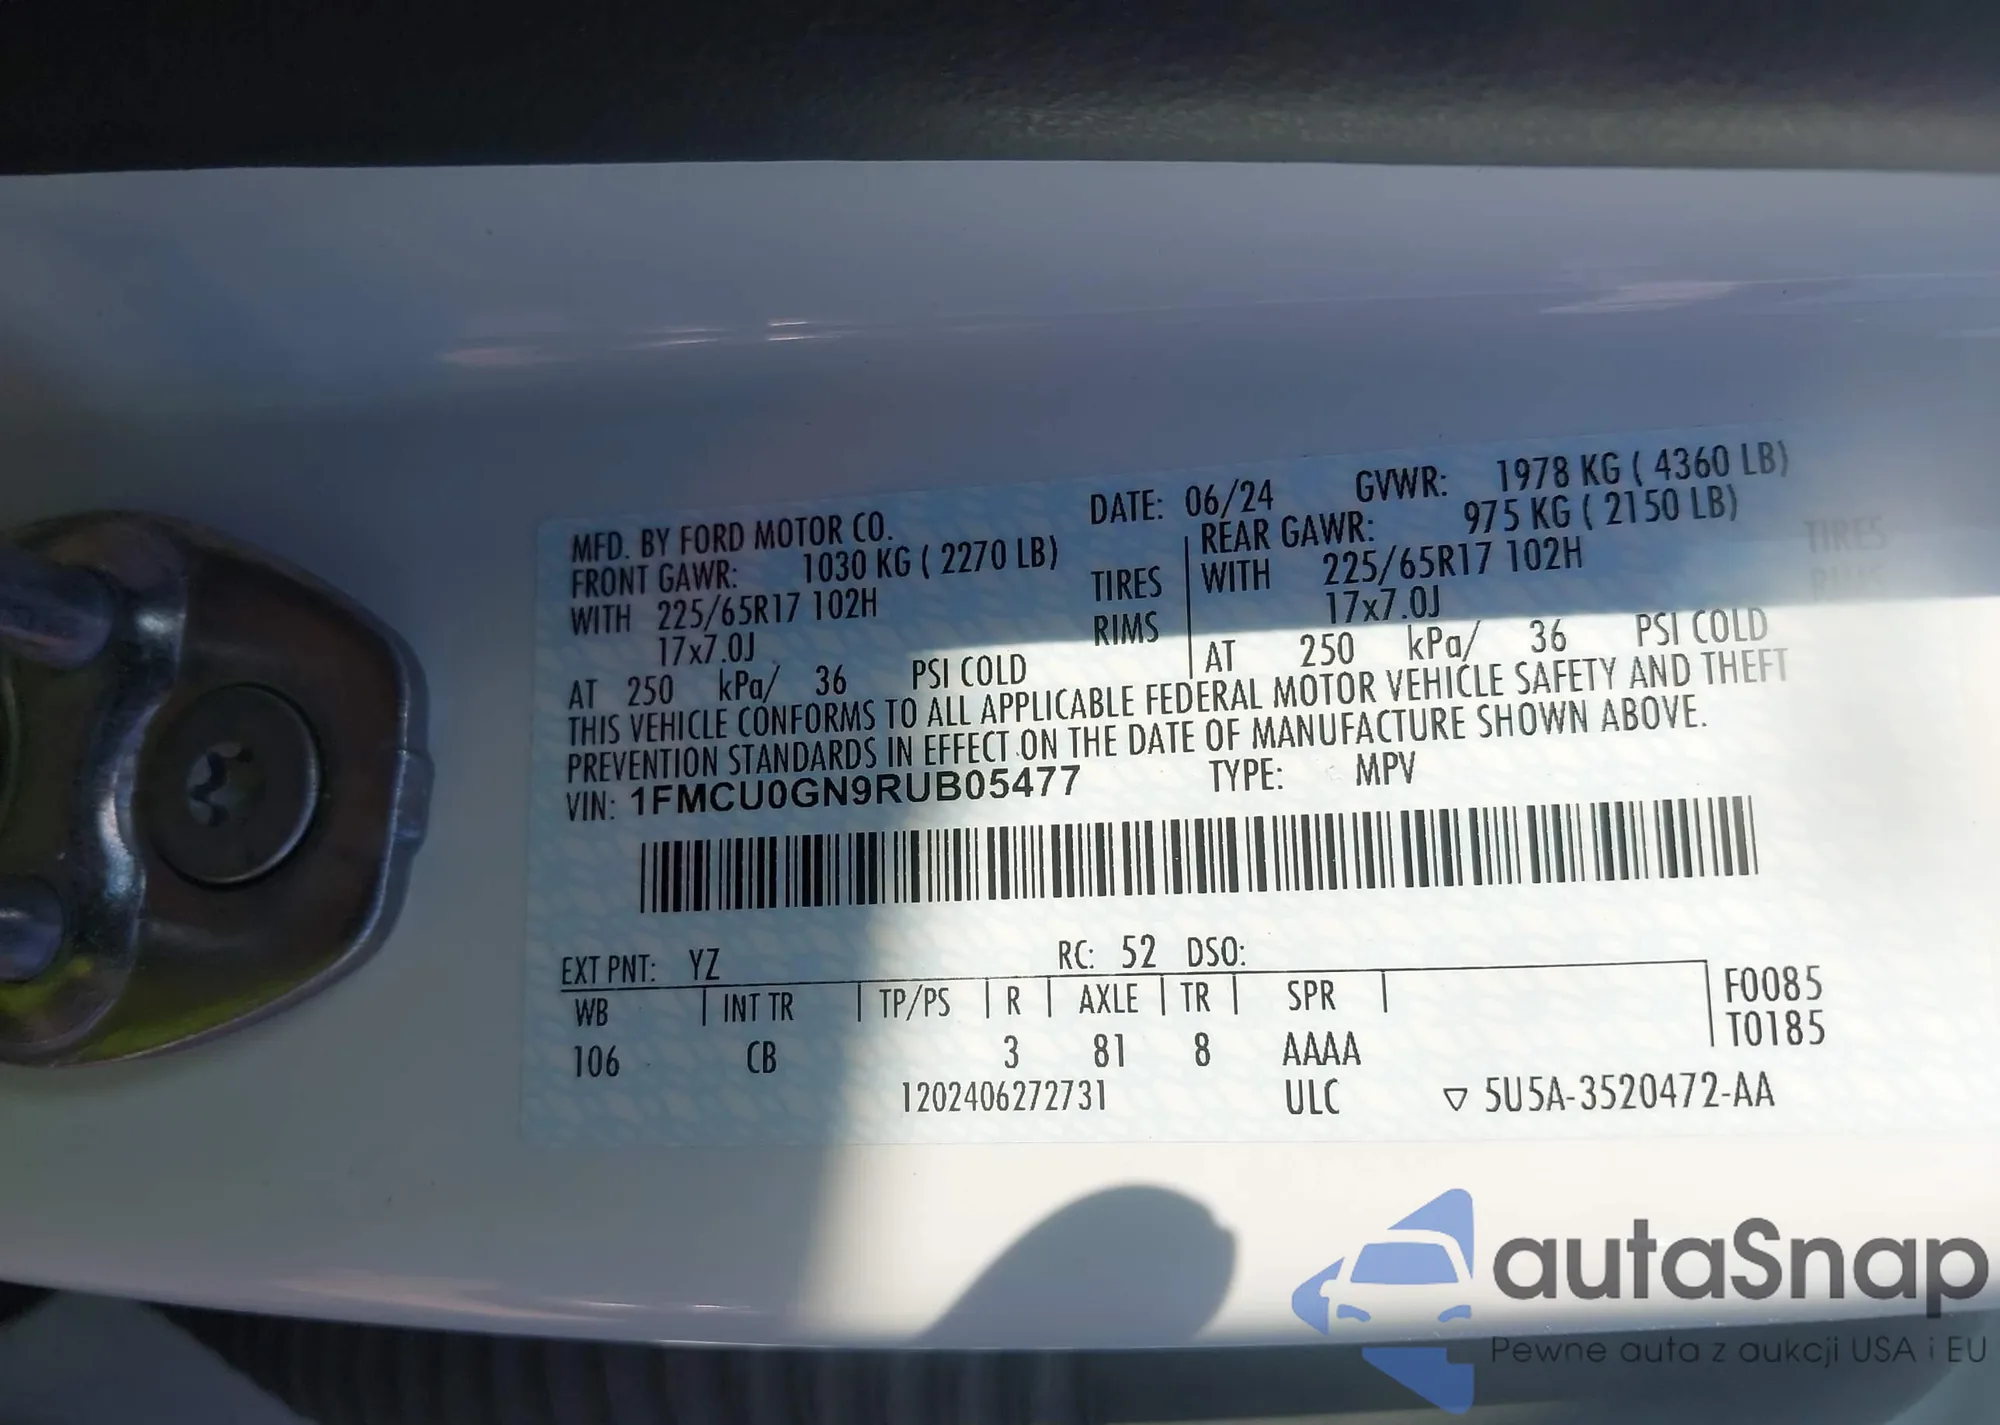 MFD. BY FORD MOTOR CO. DATE: 06/24 GVWR: 1978 KG ( 4360 LB)
FRONT GAWR: 1030 KG ( 2270 LB) REAR GAWR: 975 KG ( 2150 LB)
WITH 225/65R17 102H TIRES WITH 225/65R17 102H TIRES
17x7.0J RIMS 17x7.0J RIMS
AT 250 kPa/ 36 PSI COLD AT 250 kPa/ 36 PSI COLD
THIS VEHICLE CONFORMS TO ALL APPLICABLE FEDERAL MOTOR VEHICLE SAFETY AND THEFT
PREVENTION STANDARDS IN EFFECT ON THE DATE OF MANUFACTURE SHOWN ABOVE.
VIN: 1FMCU0GN9RUB05477 TYPE: MPV
EXT PNT: YZ RC: 52 DSO:
WB INT TR TP/PS R AXLE TR SPR F0085
T0185
106 CB 3 81 8 AAAA
1202406272731 ULC ▽ 5U5A-3520472-AA
autaSnap
Pewne auta z aukcji USA i EU